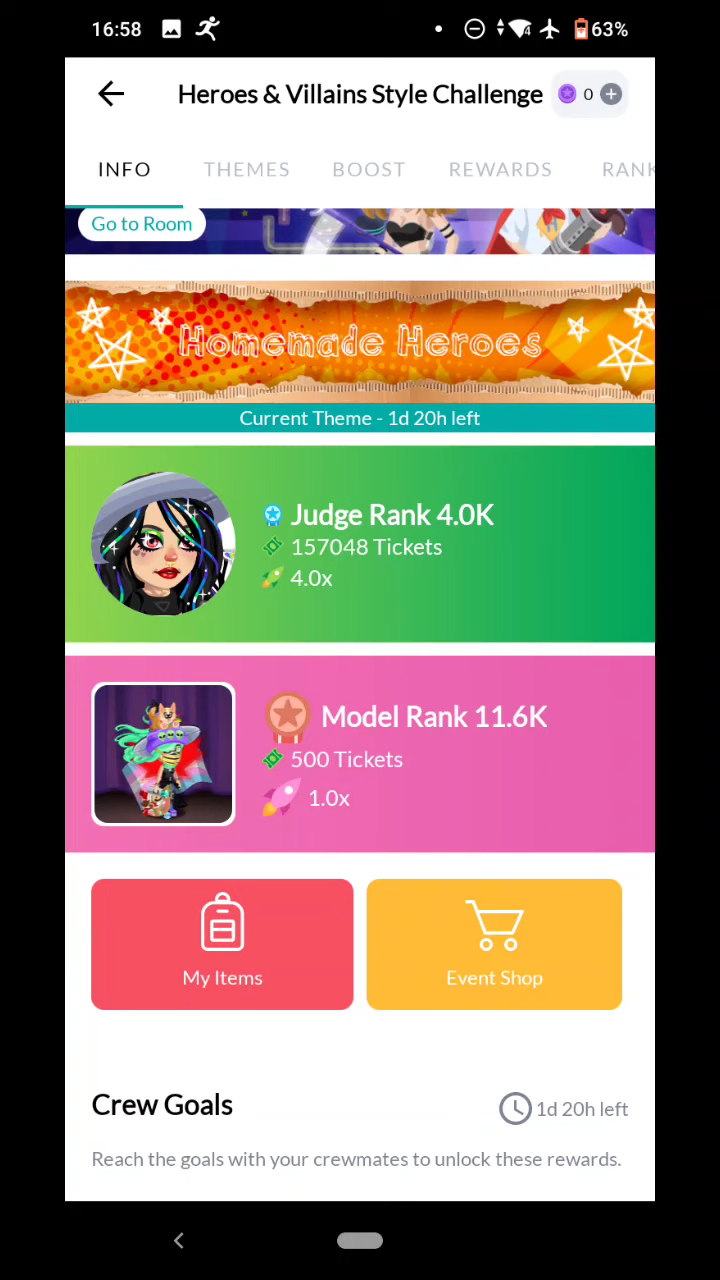 16:58
4
63%
Heroes & Villains Style Challenge
0
INFO THEMES BOOST REWARDS RANK
Go to Room
Homemade Heroes
Current Theme - 1d 20h left
Judge Rank 4.0K
157048 Tickets
4.0x
Model Rank 11.6K
500 Tickets
1.0x
My Items
Event Shop
Crew Goals
1d 20h left
Reach the goals with your crewmates to unlock these rewards.